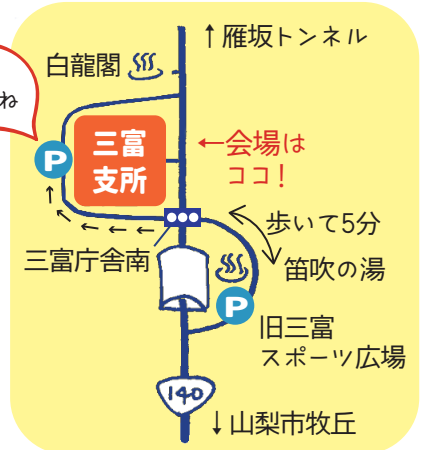 ↑雁坂トンネル
白龍閣
ね
P
三富
支所
←会場は
ココ！
歩いて5分
三富庁舎南
笛吹の湯
P
旧三富
スポーツ広場
140
↓山梨市牧丘